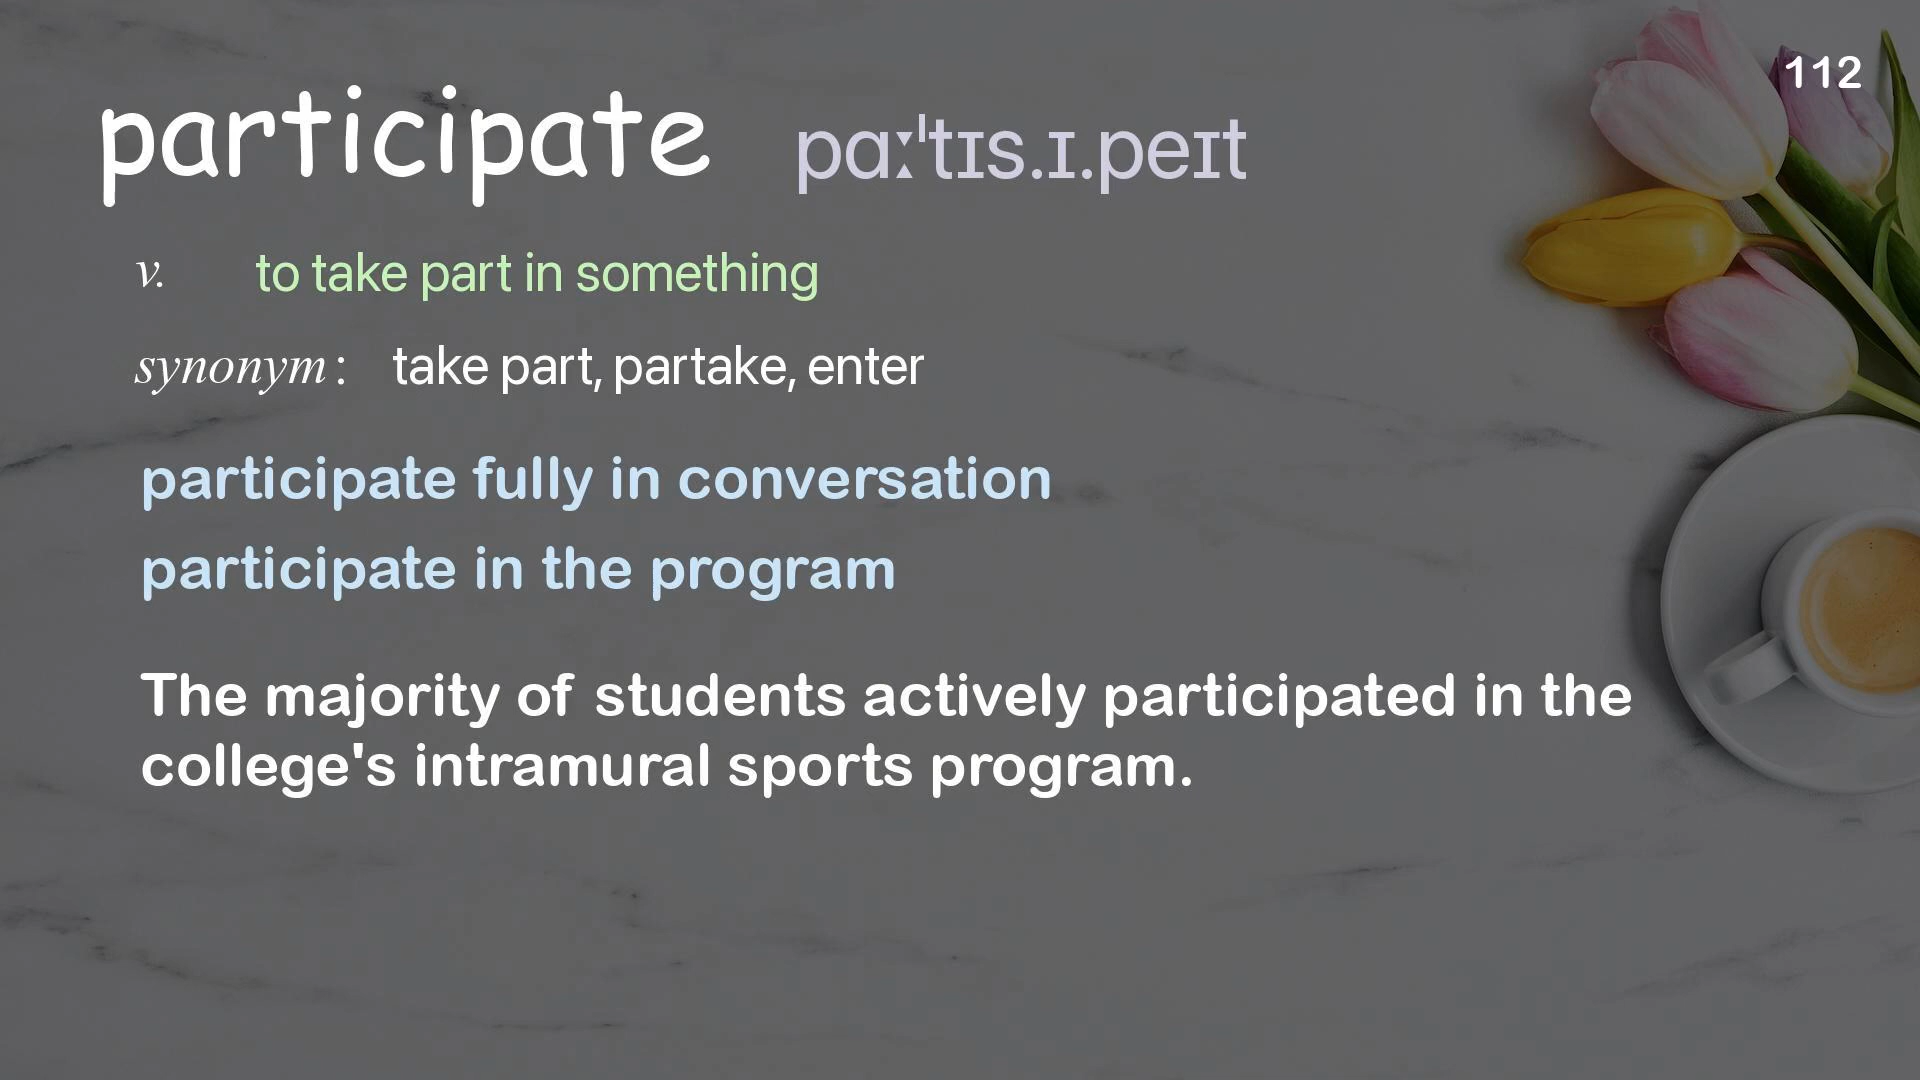 112
participate pɑːˈtɪs.ɪ.peɪt
v. to take part in something
synonym: take part, partake, enter
participate fully in conversation
participate in the program
The majority of students actively participated in the
college's intramural sports program.